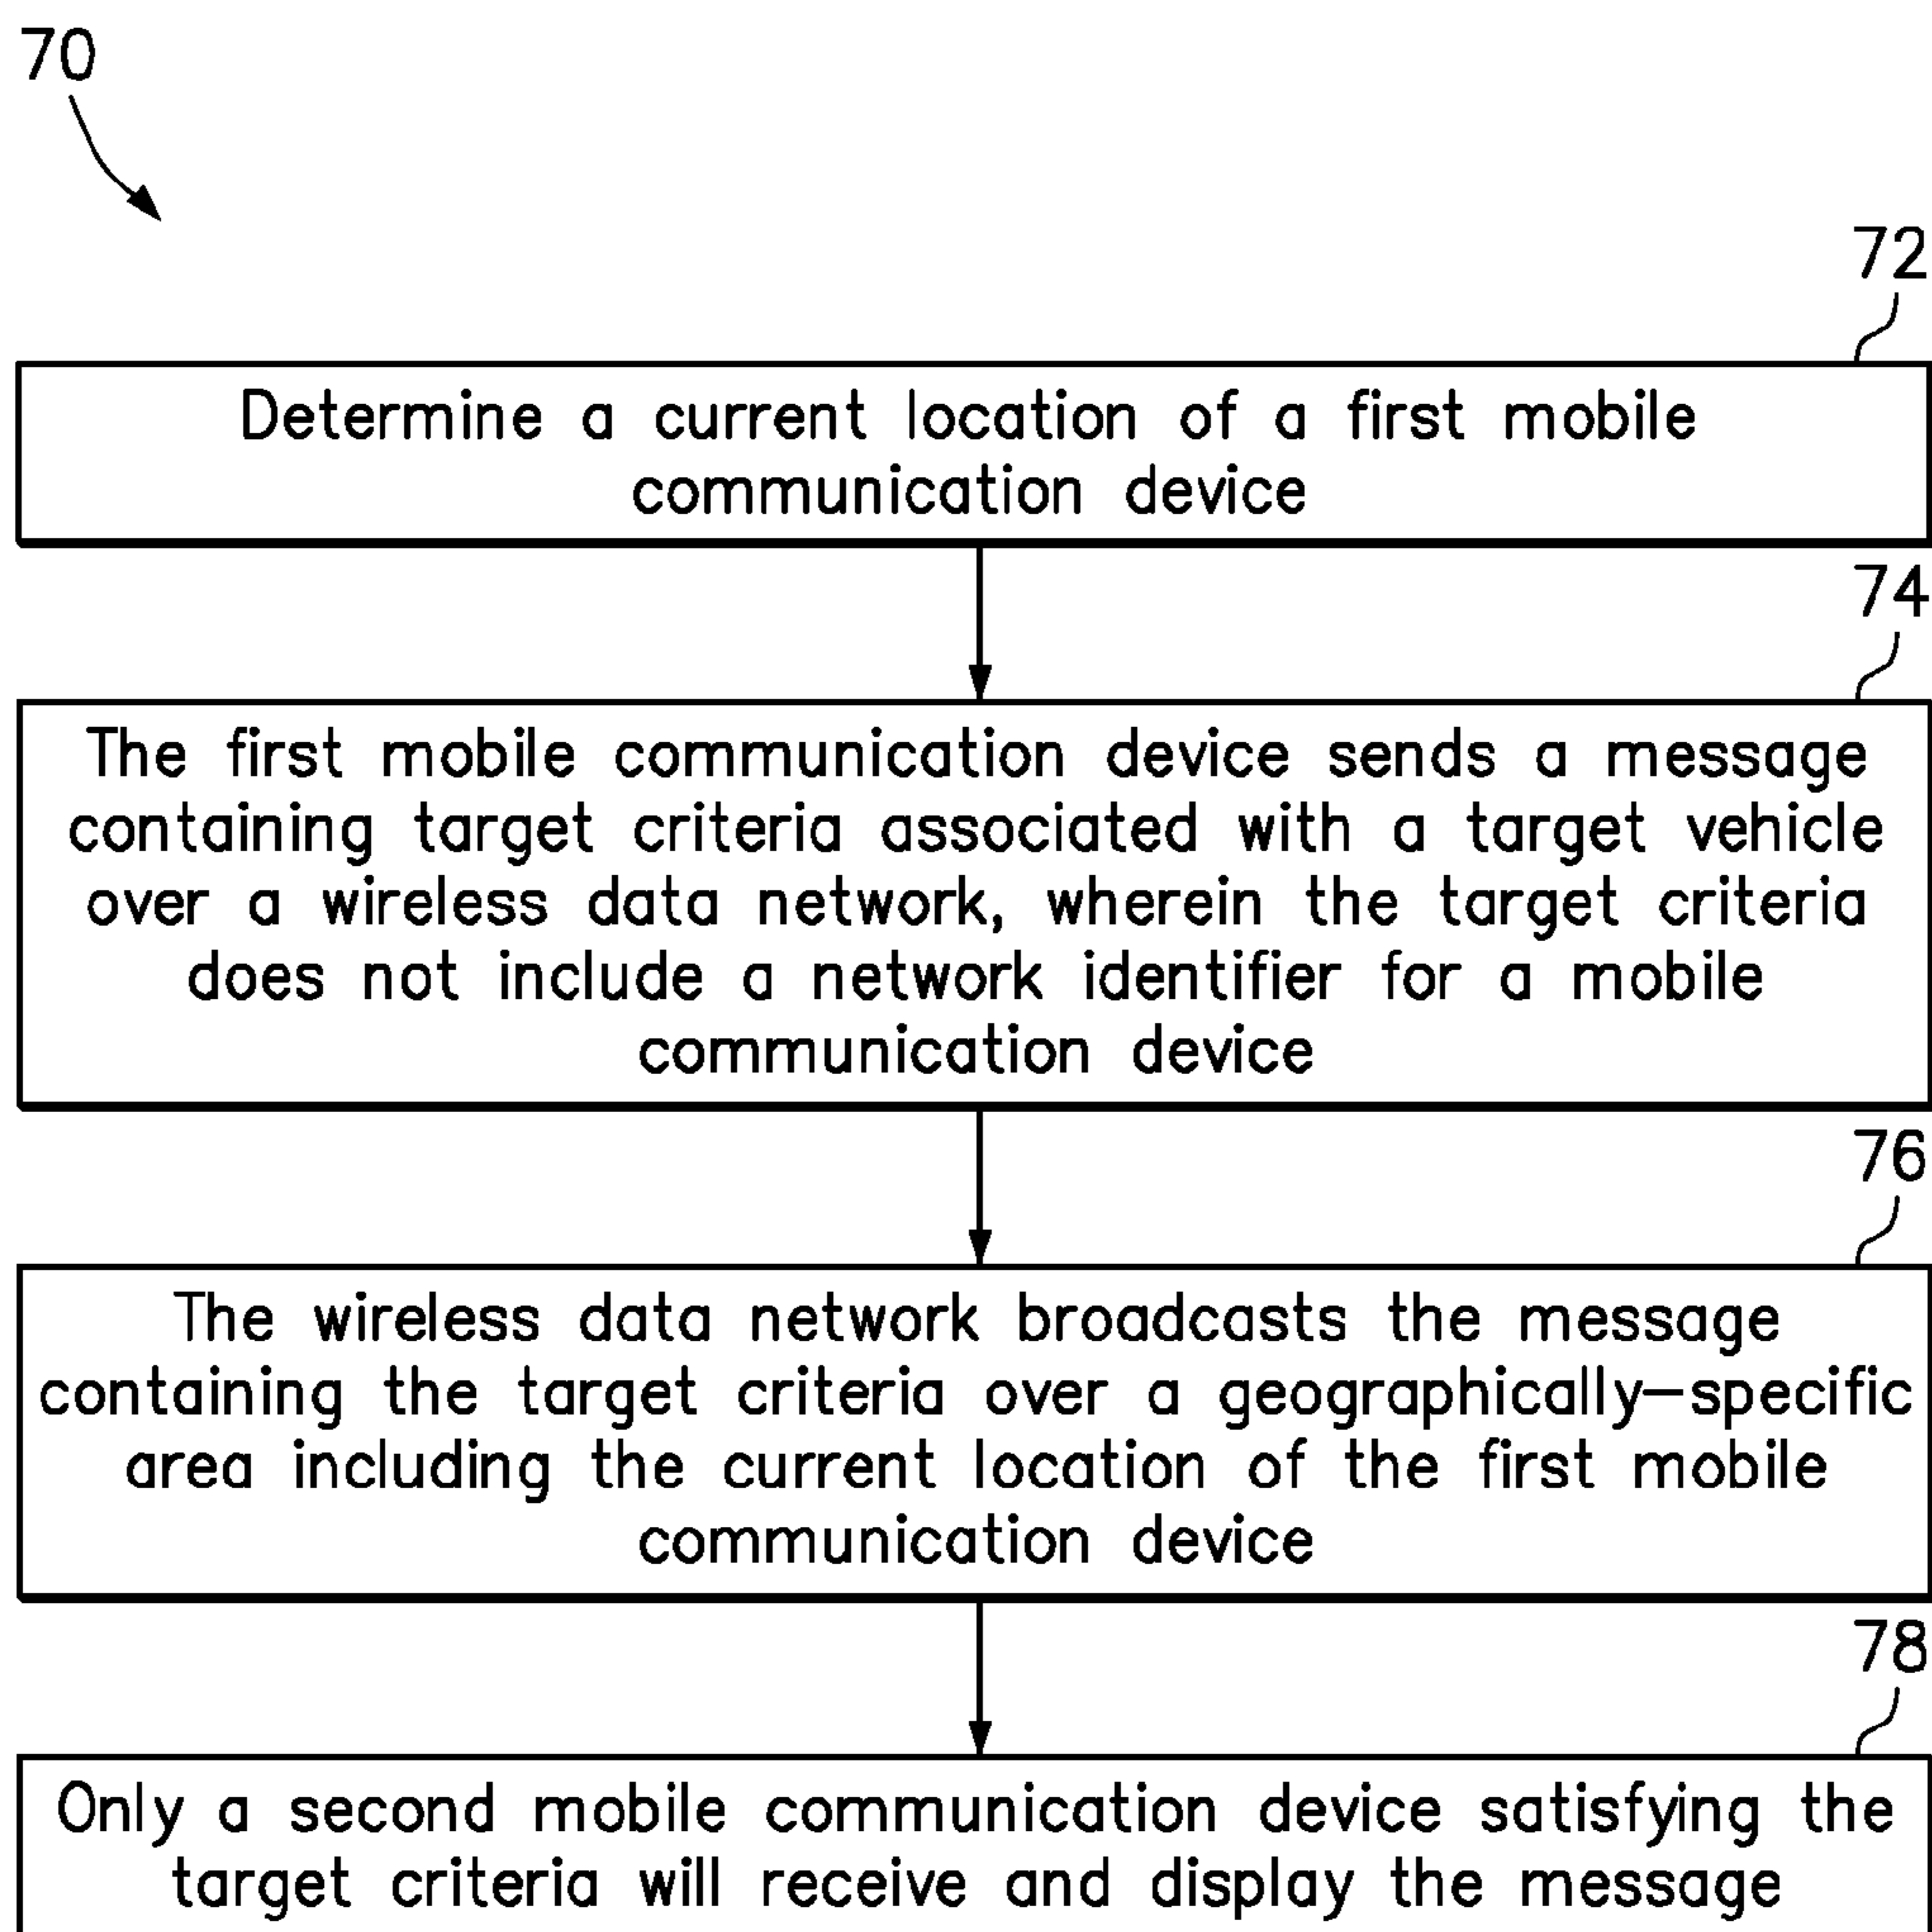 70
72
Determine a current location of a first mobile
communication device
74
The first mobile communication device sends a message
containing target criteria associated with a target vehicle
over a wireless data network, wherein the target criteria
does not include a network identifier for a mobile
communication device
76
The wireless data network broadcasts the message
containing the target criteria over a geographically-specific
area including the current location of the first mobile
communication device
78
Only a second mobile communication device satisfying the
target criteria will receive and display the message